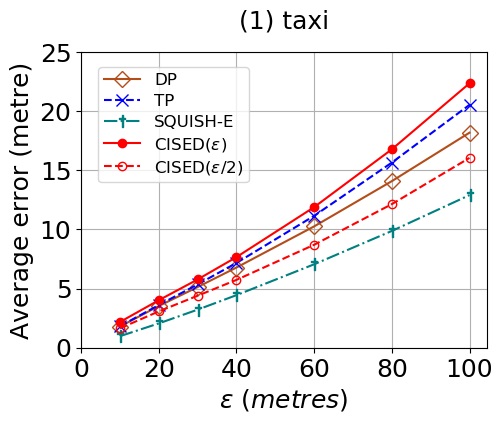 (1) taxi
Average error (metre)
25
20
15
10
5
0
DP
TP
SQUISH-E
CISED(ε)
CISED(ε/2)
0 20 40 60 80 100
ε (metres)